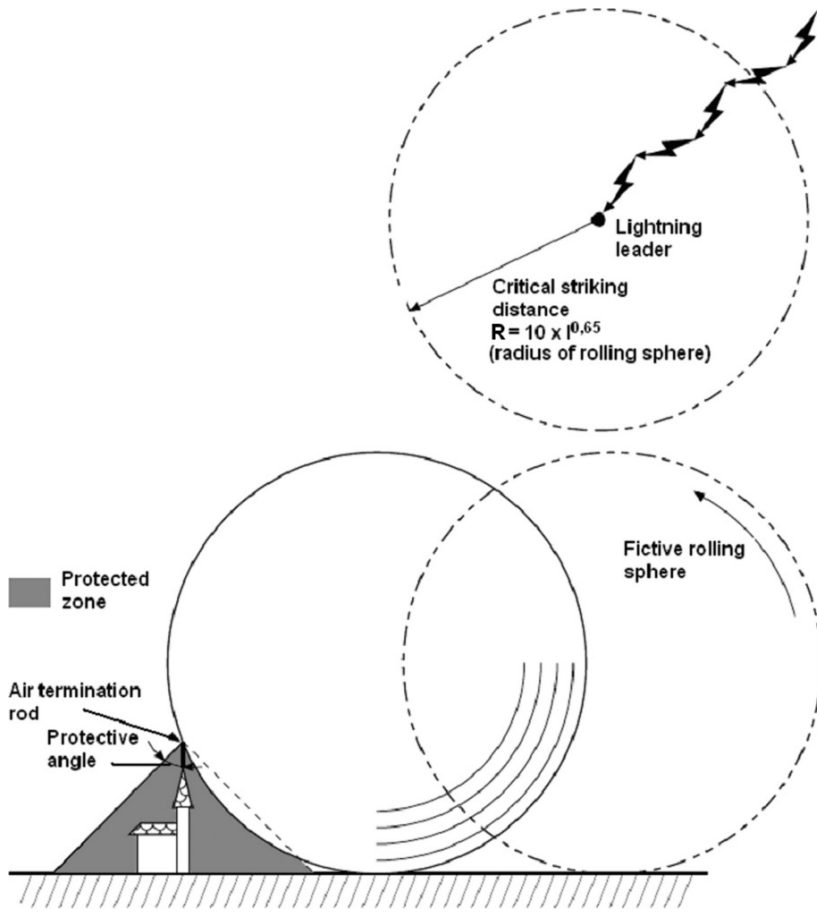 Lightning
leader
Critical striking
distance
R = 10 x I^0,65
(radius of rolling sphere)
Fictive rolling
sphere
Protected
zone
Air termination
rod
Protective
angle